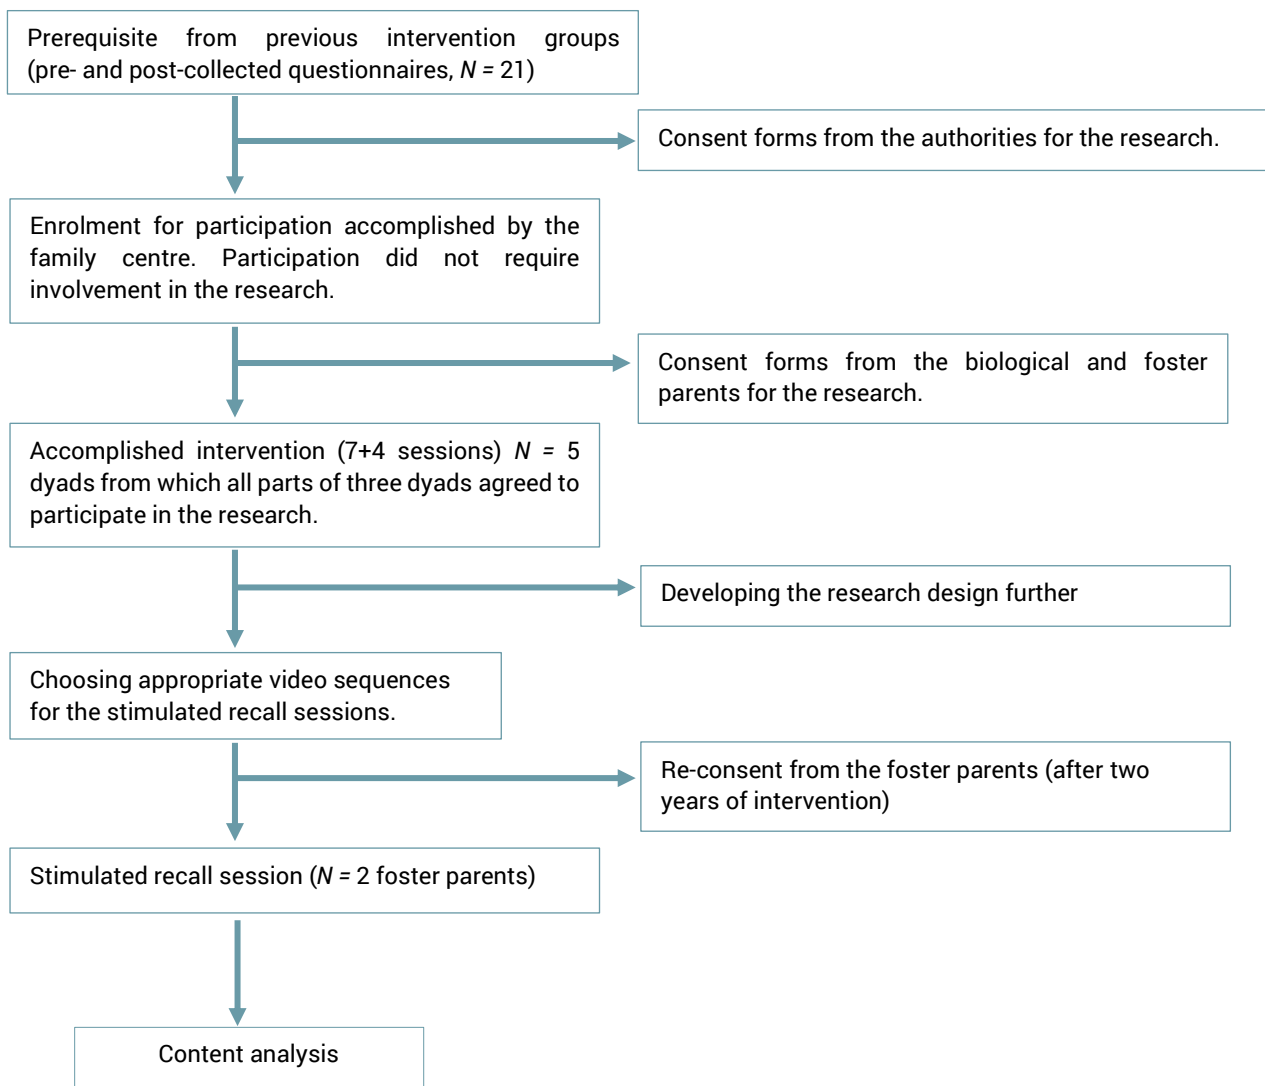 Prerequisite from previous intervention groups
(pre- and post-collected questionnaires, N = 21)
Consent forms from the authorities for the research.
Enrolment for participation accomplished by the
family centre. Participation did not require
involvement in the research.
Consent forms from the biological and foster
parents for the research.
Accomplished intervention (7+4 sessions) N = 5
dyads from which all parts of three dyads agreed to
participate in the research.
Developing the research design further
Choosing appropriate video sequences
for the stimulated recall sessions.
Re-consent from the foster parents (after two
years of intervention)
Stimulated recall session (N = 2 foster parents)
Content analysis